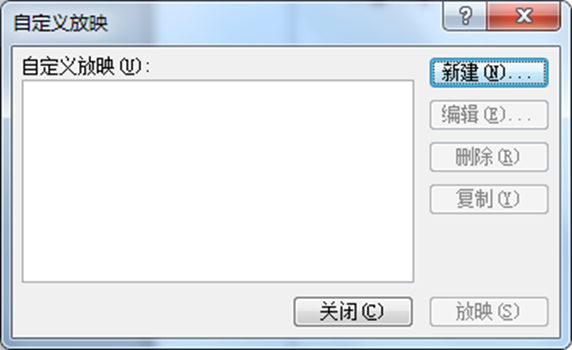 自定义放映
自定义放映(U):
新建(N)...
编辑(E)...
删除(R)
复制(Y)
关闭(C)
放映(S)